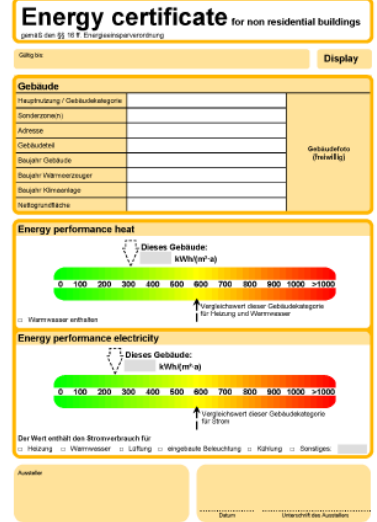 Energy certificate for non residential buildings
gemäß den §§ 16 ff. Energieeinsparverordnung
Gültig bis:
Display
Gebäude
Hauptnutzung / Gebäudekategorie
Sonderzone(n)
Adresse
Gebäudeteil
Baujahr Gebäude
Baujahr Wärmeerzeuger
Baujahr Klimaanlage
Nettogrundfläche
Gebäudefoto
(freiwillig)
Energy performance heat
Dieses Gebäude:
kWh/(m²·a)
0 100 200 300 400 500 600 700 800 900 1000 >1000
Vergleichswert dieser Gebäudekategorie
für Heizung und Warmwasser
□ Warmwasser enthalten
Energy performance electricity
Dieses Gebäude:
kWh/(m²·a)
0 100 200 300 400 500 600 700 800 900 1000 >1000
Vergleichswert dieser Gebäudekategorie
für Strom
Der Wert enthält den Stromverbrauch für
□ Heizung □ Warmwasser □ Lüftung □ eingebaute Beleuchtung □ Kühlung □ Sonstiges:
Aussteller
Datum Unterschrift des Ausstellers